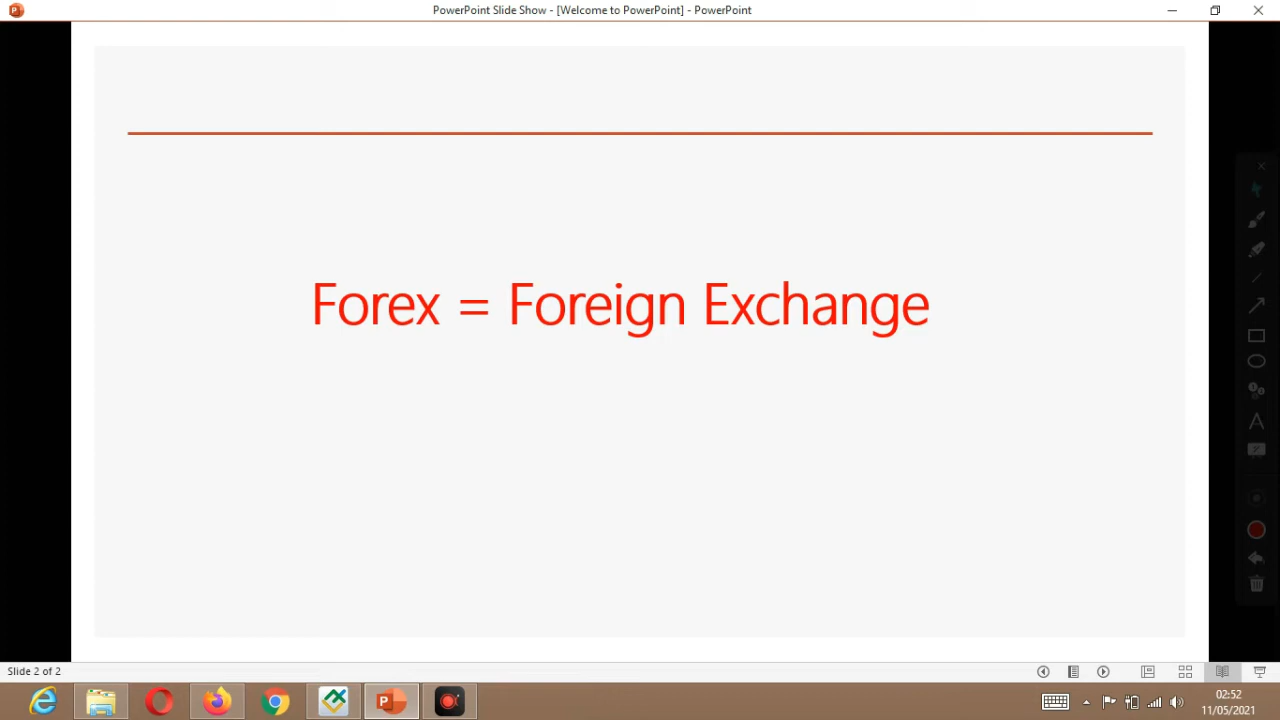 PowerPoint Slide Show - [Welcome to PowerPoint] - PowerPoint
Forex = Foreign Exchange
Slide 2 of 2
02:52
11/05/2021